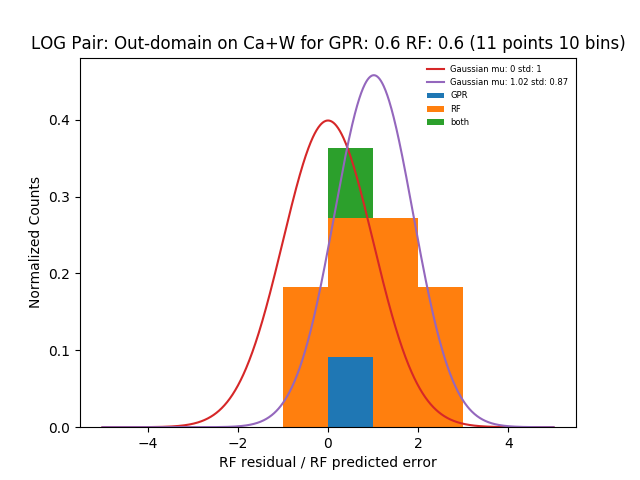 LOG Pair: Out-domain on Ca+W for GPR: 0.6 RF: 0.6 (11 points 10 bins)
Gaussian mu: 0 std: 1
Gaussian mu: 1.02 std: 0.87
GPR
RF
both
Normalized Counts
0.4
0.3
0.2
0.1
0.0
−4 −2 0 2 4
RF residual / RF predicted error